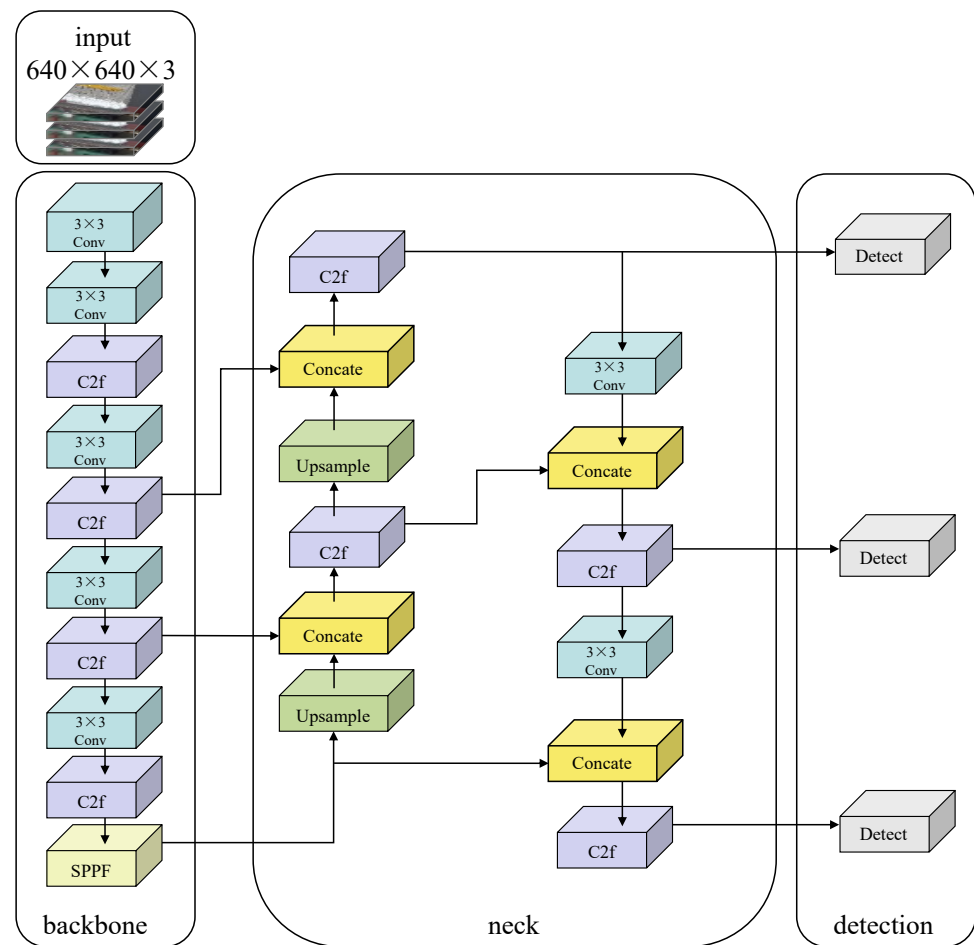 input
640×640×3
3×3
Conv
3×3
Conv
C2f
3×3
Conv
C2f
3×3
Conv
C2f
3×3
Conv
C2f
SPPF
backbone
C2f
Concate
Upsample
C2f
Concate
Upsample
3×3
Conv
Concate
C2f
3×3
Conv
Concate
C2f
neck
Detect
Detect
Detect
detection